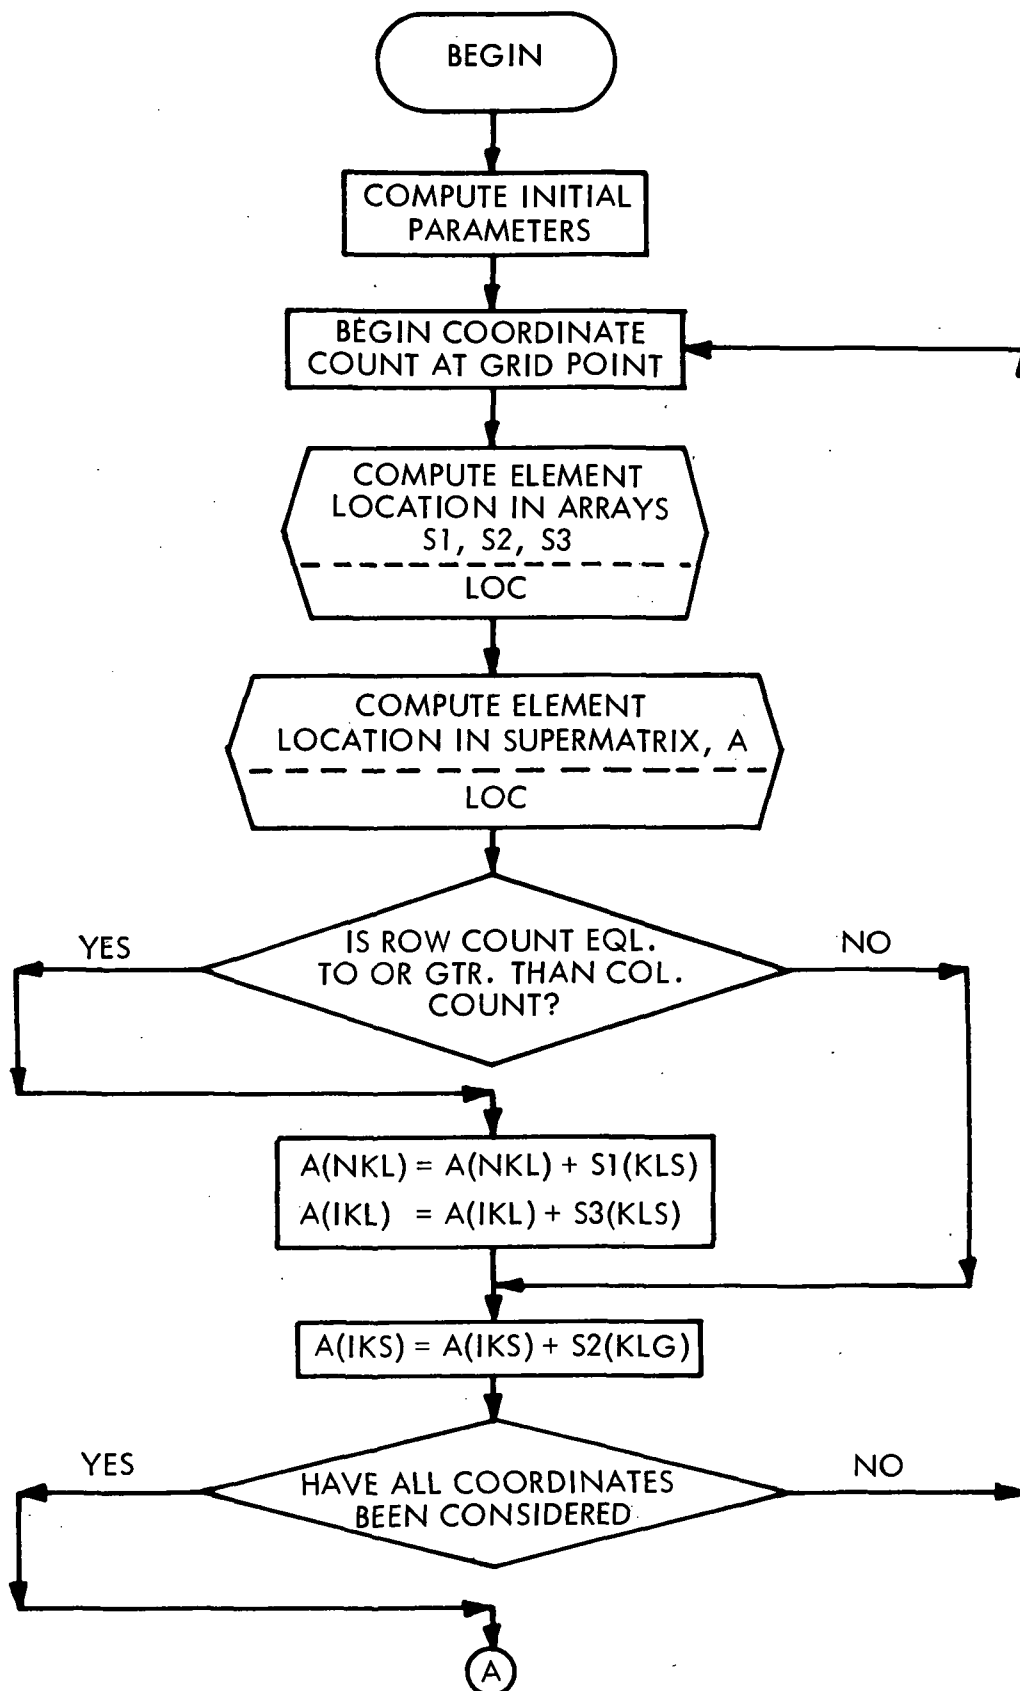 BEGIN
COMPUTE INITIAL
PARAMETERS
BEGIN COORDINATE
COUNT AT GRID POINT
COMPUTE ELEMENT
LOCATION IN ARRAYS
S1, S2, S3
LOC
COMPUTE ELEMENT
LOCATION IN SUPERMATRIX, A
LOC
YES
IS ROW COUNT EQL.
TO OR GTR. THAN COL.
COUNT?
NO
A(NKL) = A(NKL) + S1(KLS)
A(IKL) = A(IKL) + S3(KLS)
A(IKS) = A(IKS) + S2(KLG)
YES
HAVE ALL COORDINATES
BEEN CONSIDERED
NO
A